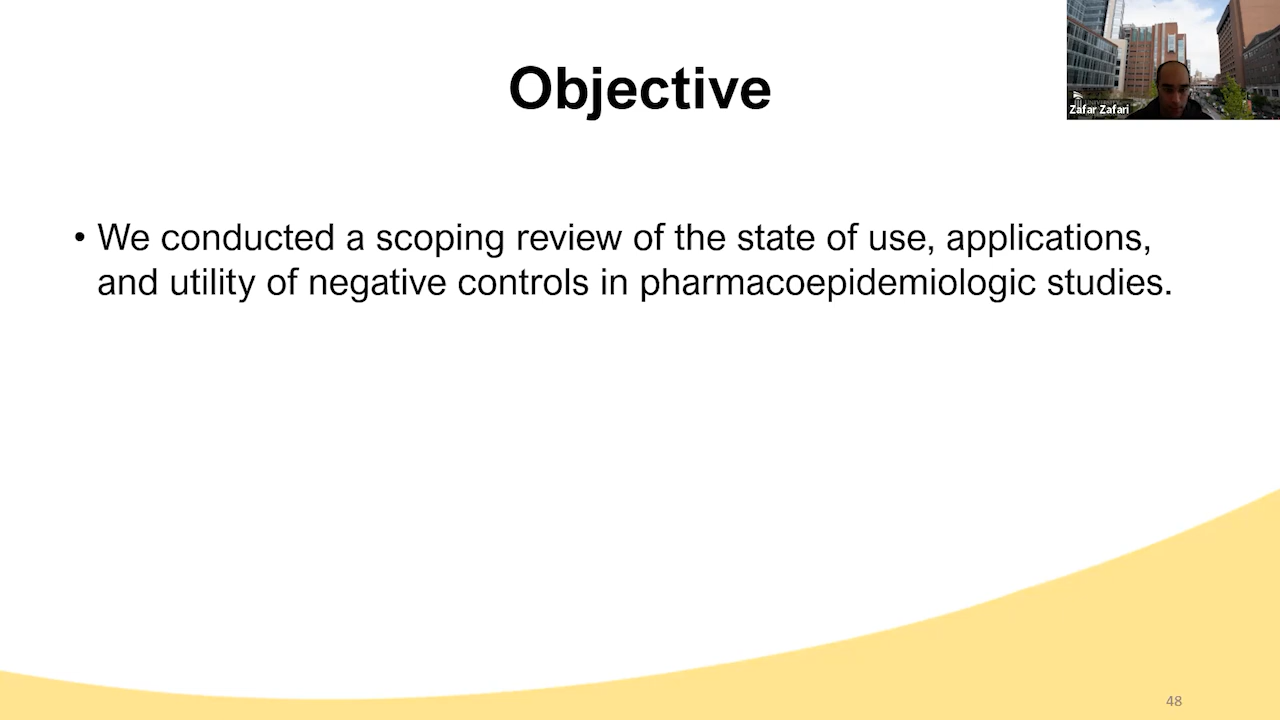 Objective
Zafar Zafari
• We conducted a scoping review of the state of use, applications,
and utility of negative controls in pharmacoepidemiologic studies.
48